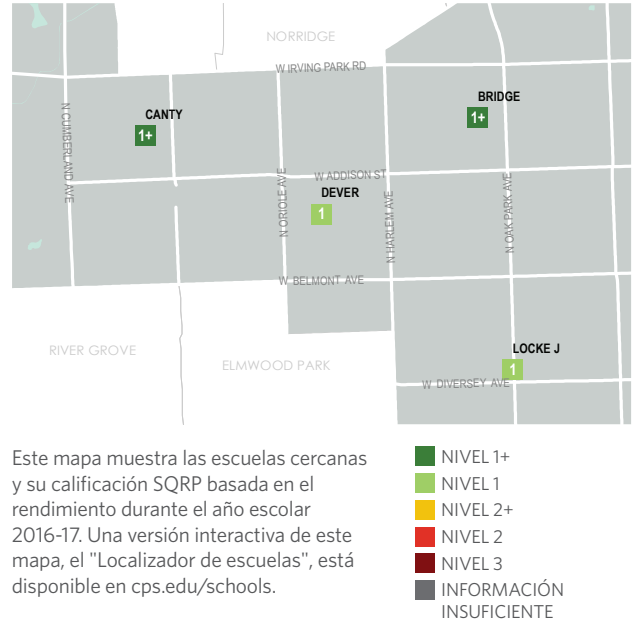 NORRIDGE
W IRVING PARK RD
BRIDGE
1+
CANTY
1+
N CUMBERLAND AVE
W ADDISON ST
DEVER
1
N ORIOLE AVE
N HARLEM AVE
N OAK PARK AVE
W BELMONT AVE
RIVER GROVE
ELMWOOD PARK
LOCKE J
1
W DIVERSEY AVE
Este mapa muestra las escuelas cercanas
y su calificación SQRP basada en el
rendimiento durante el año escolar
2016-17. Una versión interactiva de este
mapa, el "Localizador de escuelas", está
disponible en cps.edu/schools.
NIVEL 1+
NIVEL 1
NIVEL 2+
NIVEL 2
NIVEL 3
INFORMACIÓN
INSUFICIENTE